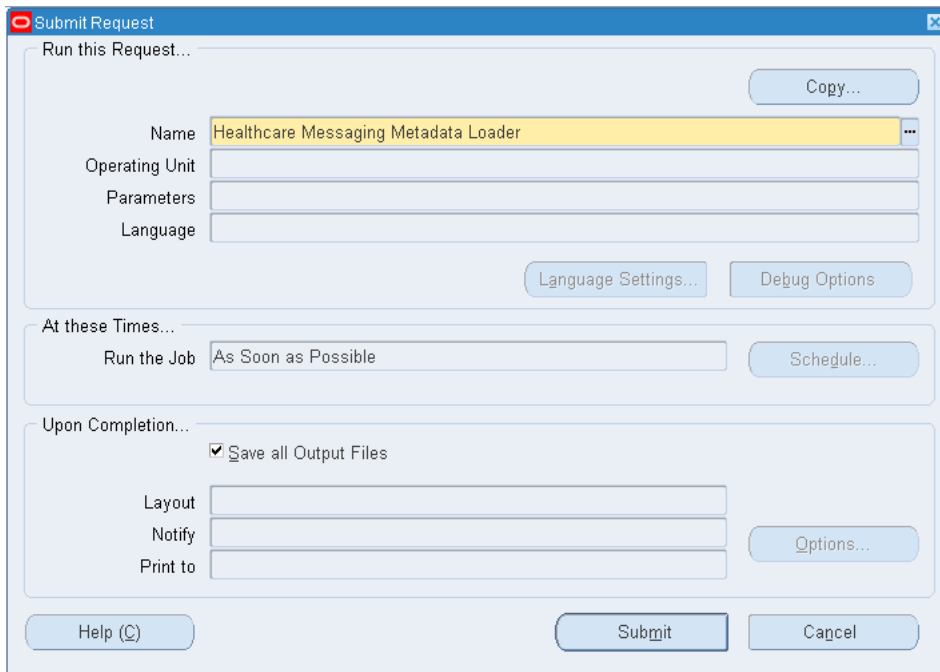 Submit Request
Run this Request...
Copy...
Name Healthcare Messaging Metadata Loader ...
Operating Unit
Parameters
Language
Language Settings... Debug Options
At these Times...
Run the Job As Soon as Possible Schedule...
Upon Completion...
Save all Output Files
Layout
Notify
Options...
Print to
Help (C) Submit Cancel